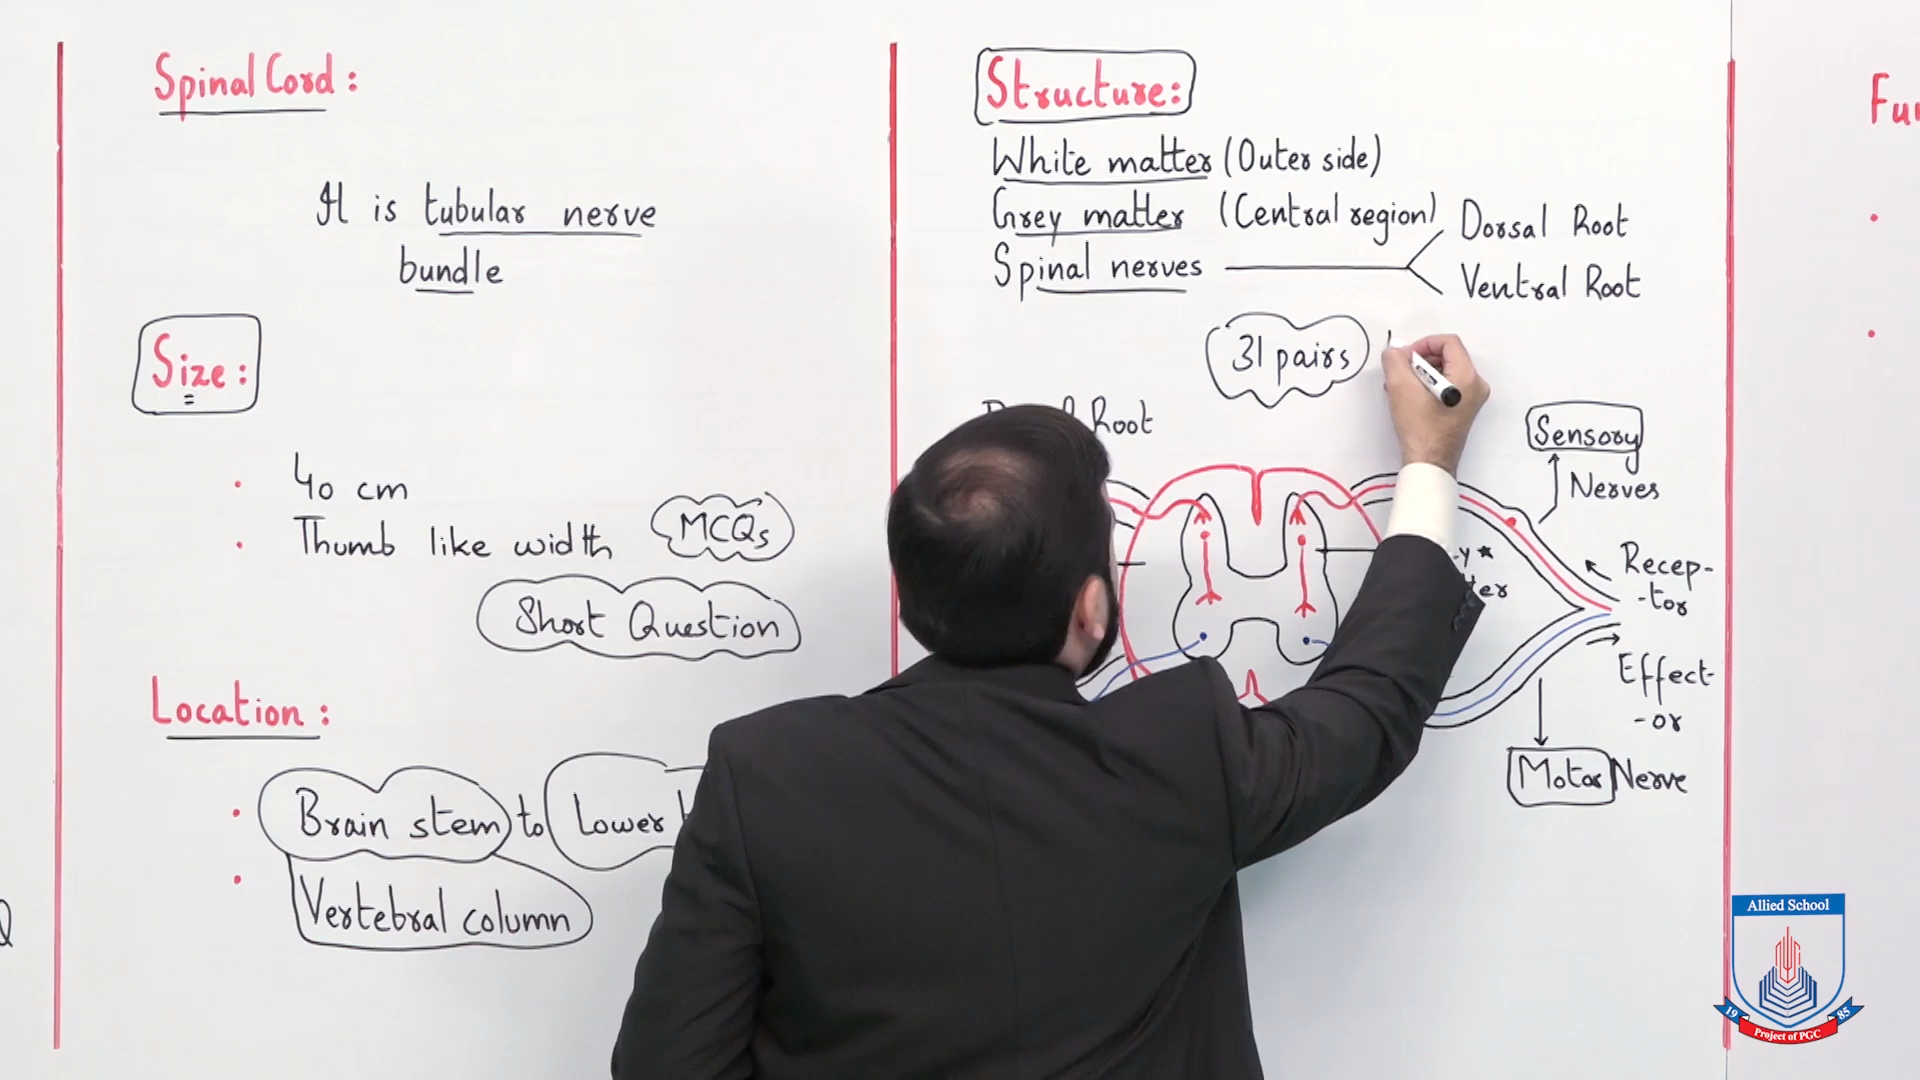 Spinal Cord:
It is tubular nerve
bundle
Size:
40 cm
Thumb like width
MCQs
Short Question
Location:
Brain stem to Lower
Vertebral column
Structure:
White matter (Outer side)
Grey matter (Central region)
Spinal nerves
Dorsal Root
Ventral Root
31 pairs
Root
Sensory
Nerves
Recep-
-tor
Effect-
-or
Motor Nerve
Allied School
19 85
Project of PGC